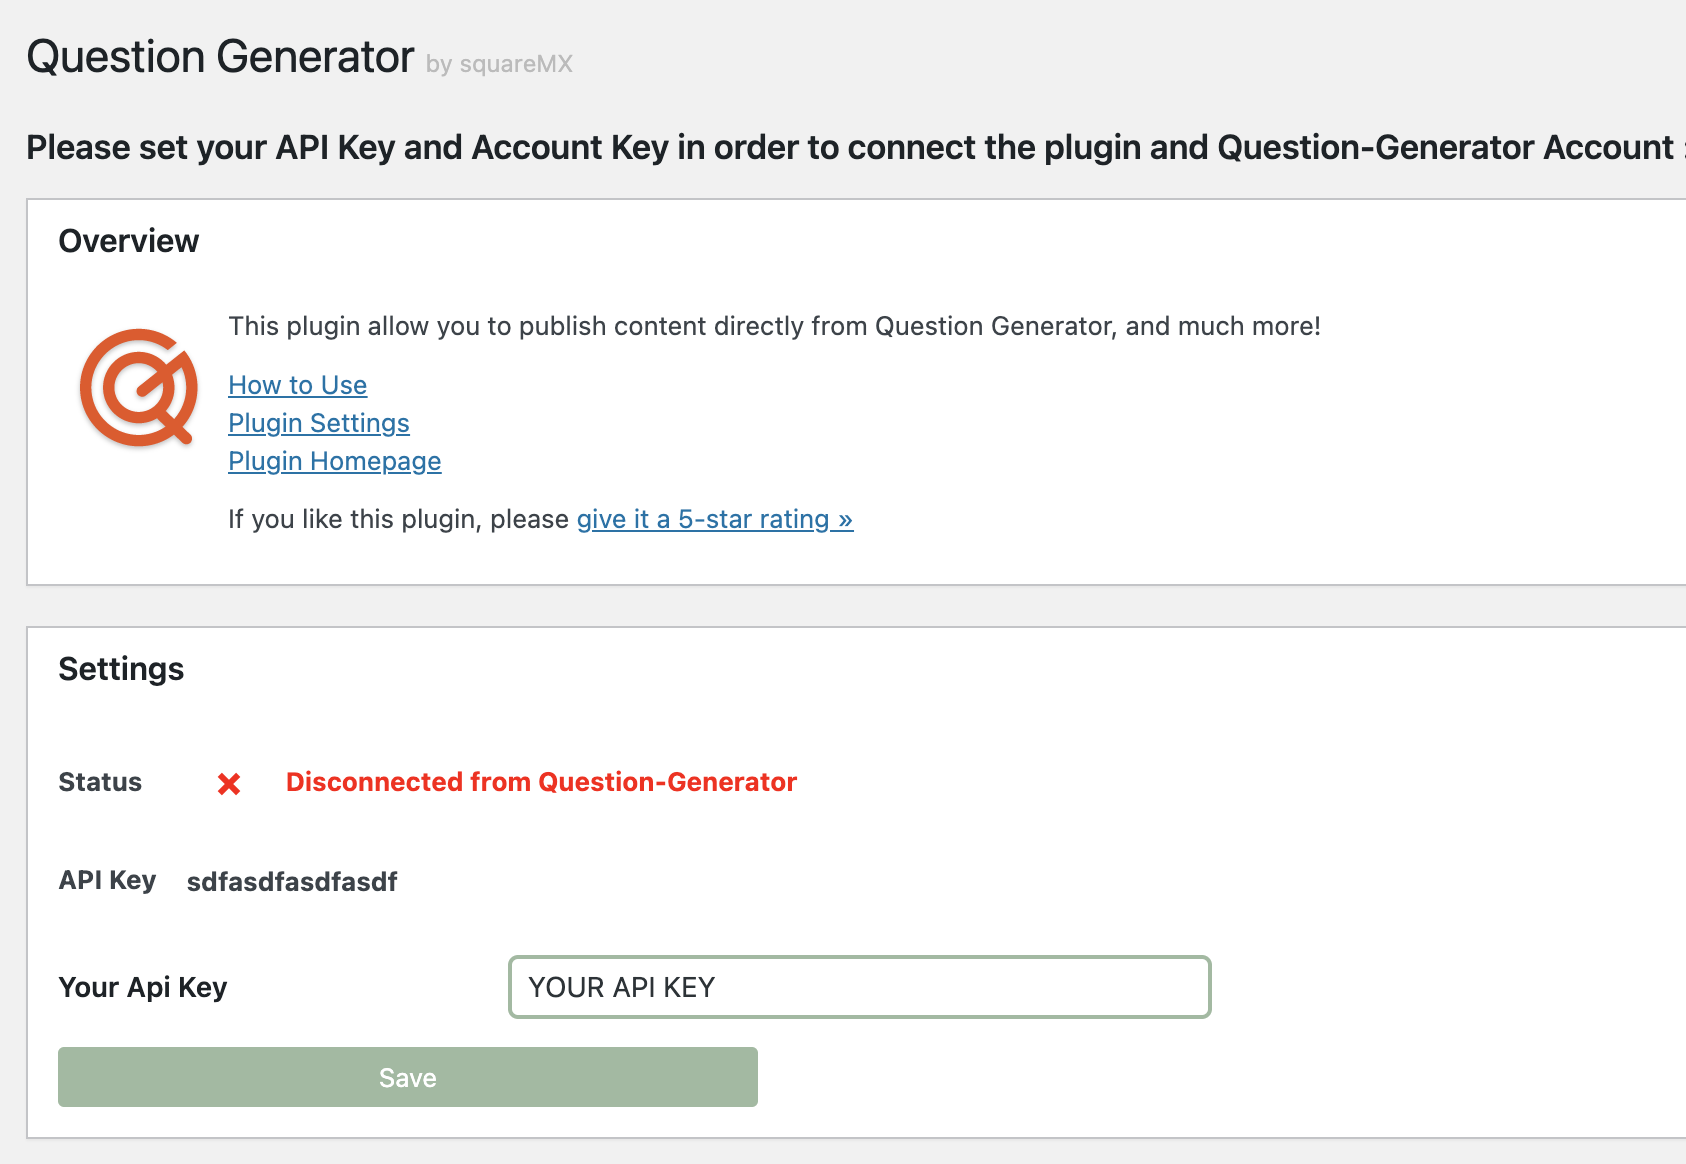 Question Generator by squareMX
Please set your API Key and Account Key in order to connect the plugin and Question-Generator Account :
Overview
This plugin allow you to publish content directly from Question Generator, and much more!
How to Use
Plugin Settings
Plugin Homepage
If you like this plugin, please give it a 5-star rating »
Settings
Status ✖ Disconnected from Question-Generator
API Key sdfasdfasdfasdf
Your Api Key YOUR API KEY
Save